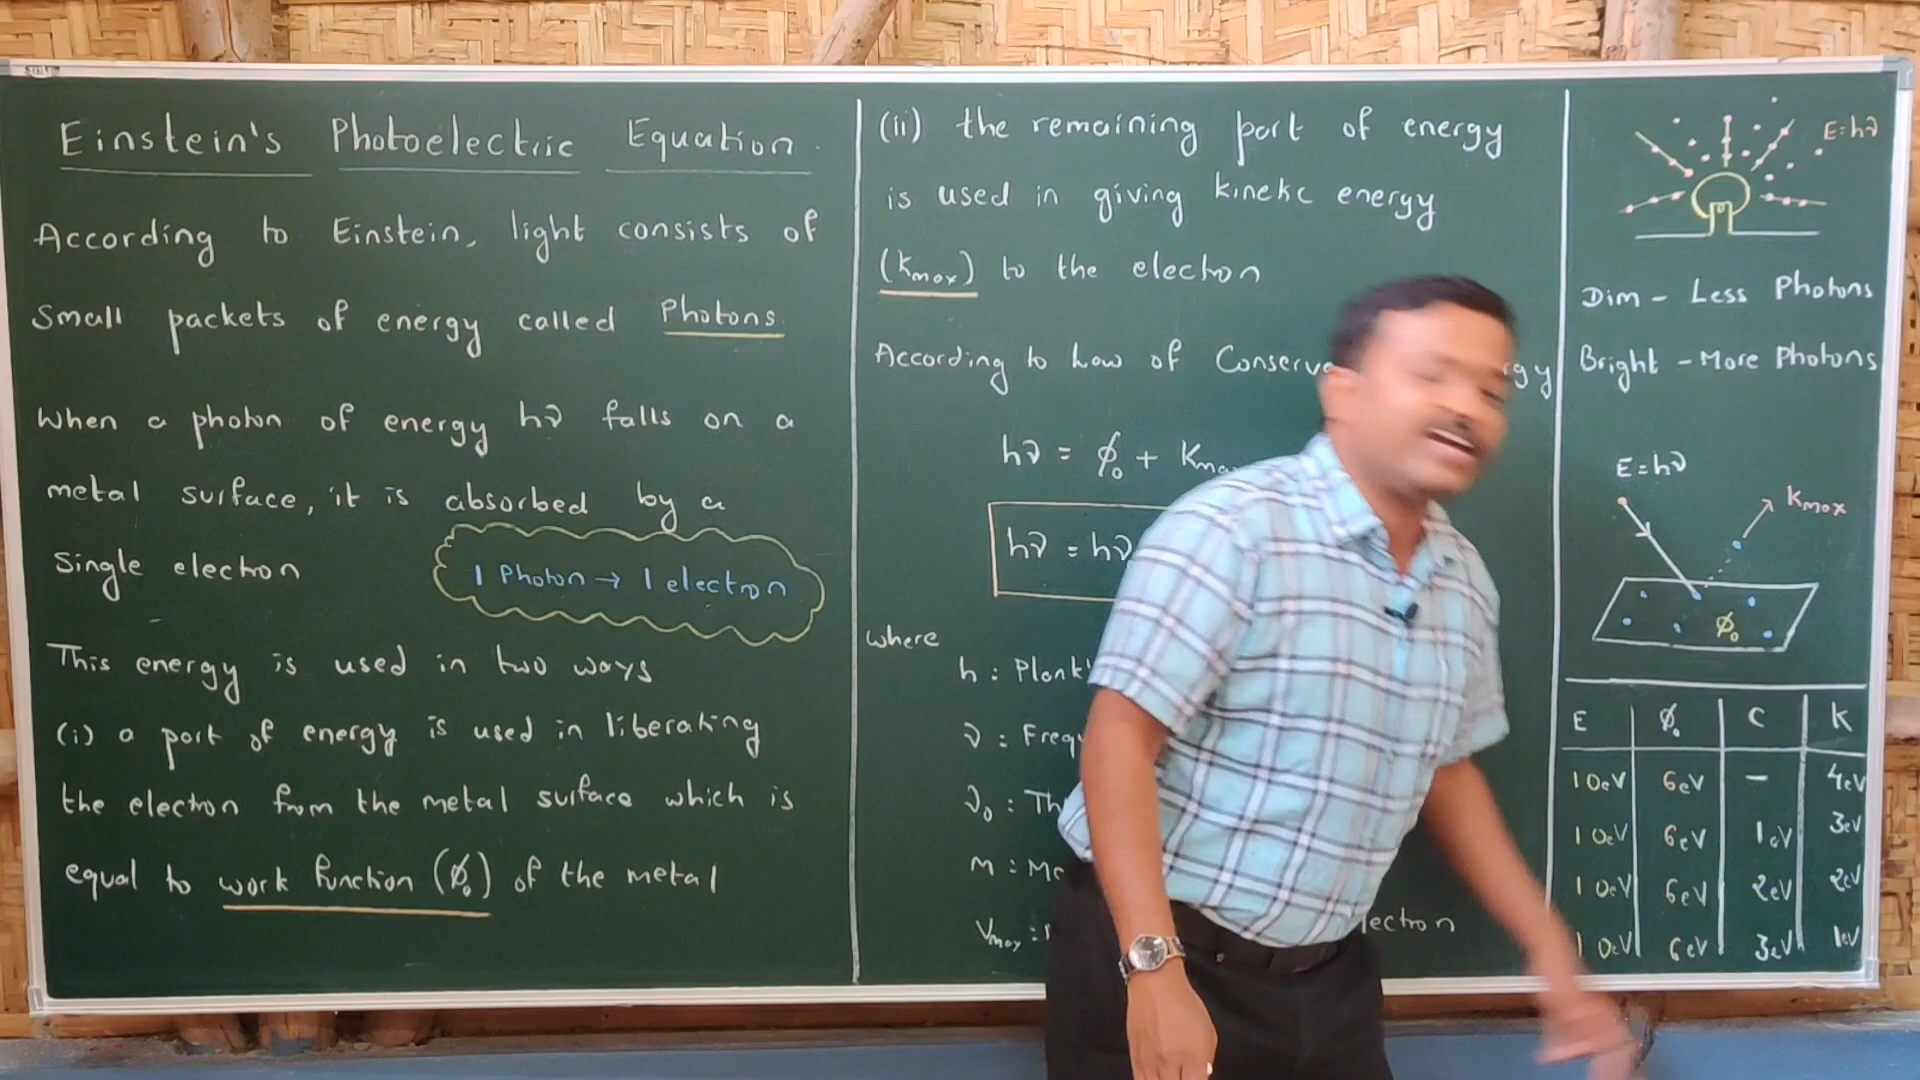 Einstein's Photoelectric Equation
According to Einstein, light consists of
Small packets of energy called Photons
When a photon of energy hν falls on a
metal surface, it is absorbed by a
Single electron
1 Photon → 1 electron
This energy is used in two ways
(i) a part of energy is used in liberating
the electron from the metal surface which is
equal to work function (ϕ₀) of the metal
(ii) the remaining part of energy
is used in giving kinetic energy
(Kmax) to the electron
According to Law of
hν = ϕ₀ +
hν = hν
where
h :
ν :
ν₀ :
m :
Vmax :
E=hν
Dim - Less Photons
Bright - More Photons
E=hν
Kmax
ϕ₀
E ϕ₀ C K
10eV 6eV - 4eV
10eV 6eV 1eV 3eV
10eV 6eV 2eV 2eV
10eV 6eV 3eV 1eV